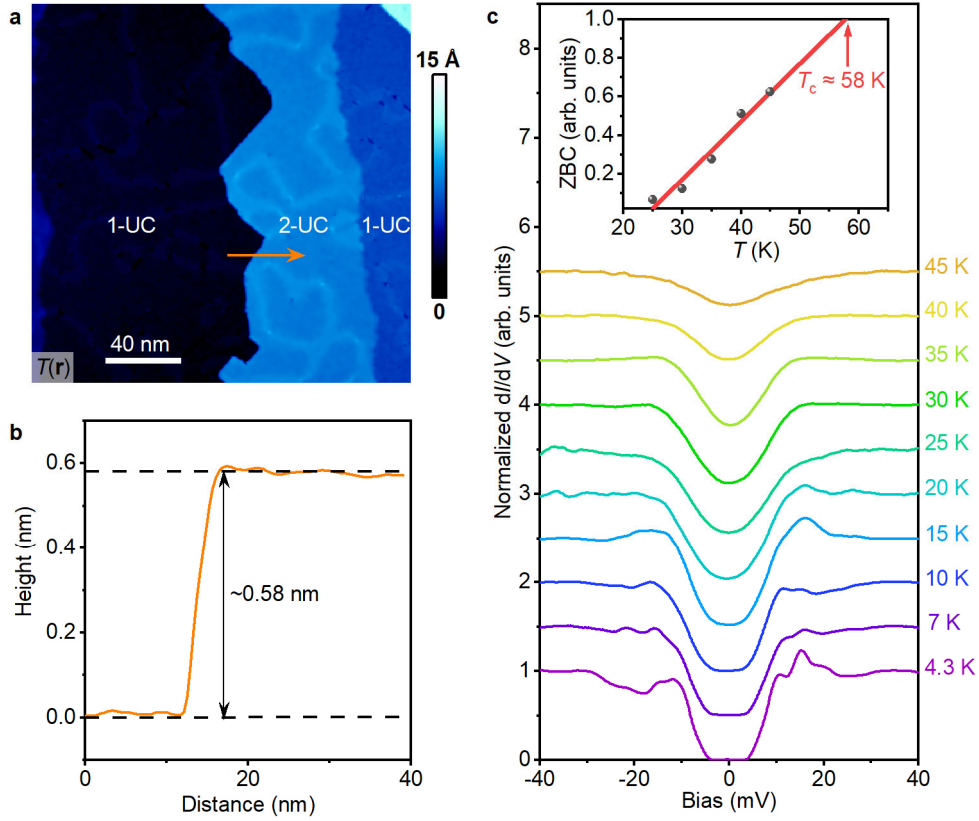 a
15 Å
0
1-UC
2-UC
1-UC
40 nm
T(r)
b
0.6
0.4
0.2
0.0
Height (nm)
~0.58 nm
0
20
40
Distance (nm)
c
8
7
6
5
4
3
2
1
0
Normalized dI/dV (arb. units)
-40
-20
0
20
40
Bias (mV)
1.0
0.8
0.6
0.4
0.2
ZBC (arb. units)
20
30
40
50
60
T (K)
Tc ≈ 58 K
45 K
40 K
35 K
30 K
25 K
20 K
15 K
10 K
7 K
4.3 K